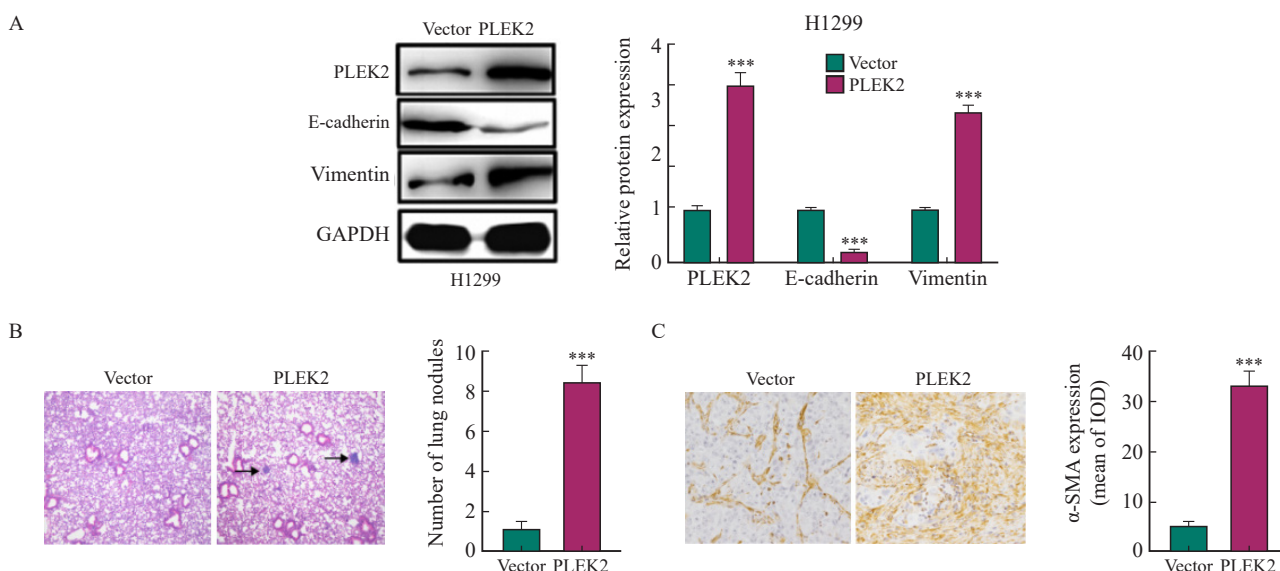 A
Vector PLEK2
PLEK2
E-cadherin
Vimentin
GAPDH
H1299
H1299
Vector
PLEK2
Relative protein expression
4
3
3
2
1
0
***
***
***
PLEK2
E-cadherin
Vimentin
B
Vector
PLEK2
Number of lung nodules
10
8
6
4
2
0
***
Vector PLEK2
C
Vector
PLEK2
α-SMA expression
(mean of IOD)
40
30
33
10
0
***
Vector PLEK2